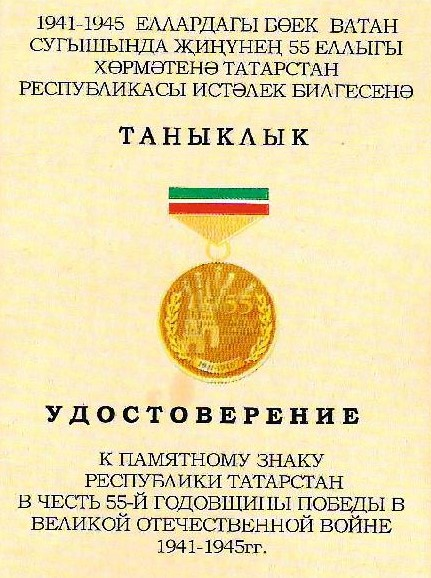 1941-1945 ЕЛЛАРДАГЫ БӨЕК ВАТАН
СУГЫШЫНДА ҖИҢҮНЕҢ 55 ЕЛЛЫГЫ
ХӨРМӘТЕНӘ ТАТАРСТАН
РЕСПУБЛИКАСЫ ИСТӘЛЕК БИЛГЕСЕНӘ
ТАНЫКЛЫК
55
УДОСТОВЕРЕНИЕ
К ПАМЯТНОМУ ЗНАКУ
РЕСПУБЛИКИ ТАТАРСТАН
В ЧЕСТЬ 55-Й ГОДОВЩИНЫ ПОБЕДЫ В
ВЕЛИКОЙ ОТЕЧЕСТВЕННОЙ ВОЙНЕ
1941-1945гг.